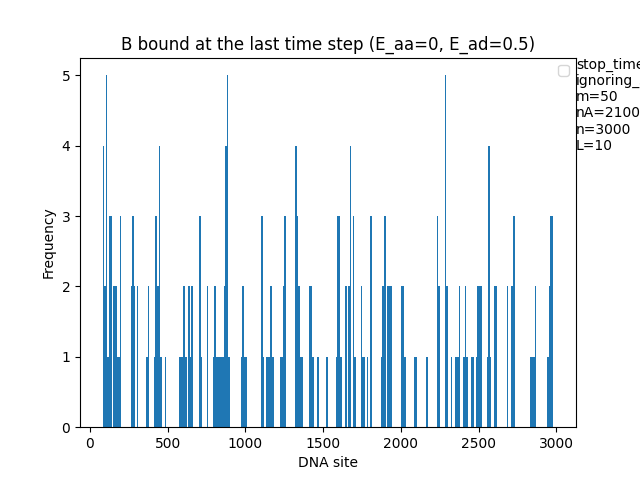 B bound at the last time step (E_aa=0, E_ad=0.5)
stop_time
ignoring_
m=50
nA=2100
n=3000
L=10
5
4
3
2
1
0
Frequency
0 500 1000 1500 2000 2500 3000
DNA site